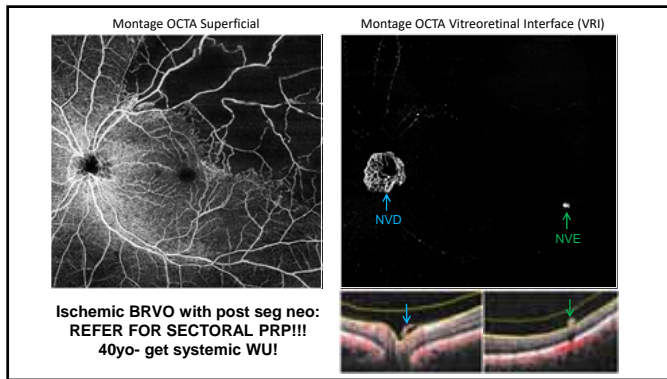 Montage OCTA Superficial
Montage OCTA Vitreoretinal Interface (VRI)
NVD
NVE
Ischemic BRVO with post seg neo:
REFER FOR SECTORAL PRP!!!
40yo- get systemic WU!